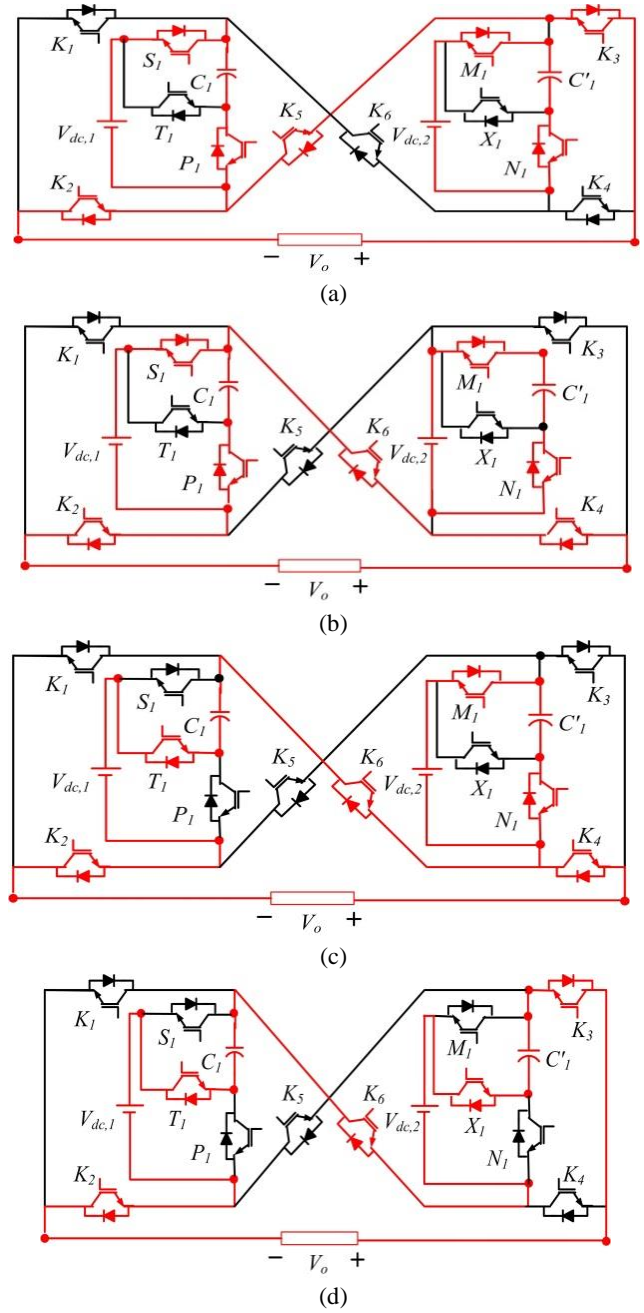 K1 S1 C1 T1 P1 Vdc,1 K2 K5 K6 Vdc,2 M1 C'1 X1 N1 K3 K4
− Vo +
(a)
K1 S1 C1 T1 P1 Vdc,1 K2 K5 K6 Vdc,2 M1 C'1 X1 N1 K3 K4
− Vo +
(b)
K1 S1 C1 T1 P1 Vdc,1 K2 K5 K6 Vdc,2 M1 C'1 X1 N1 K3 K4
− Vo +
(c)
K1 S1 C1 T1 P1 Vdc,1 K2 K5 K6 Vdc,2 M1 C'1 X1 N1 K3 K4
− Vo +
(d)